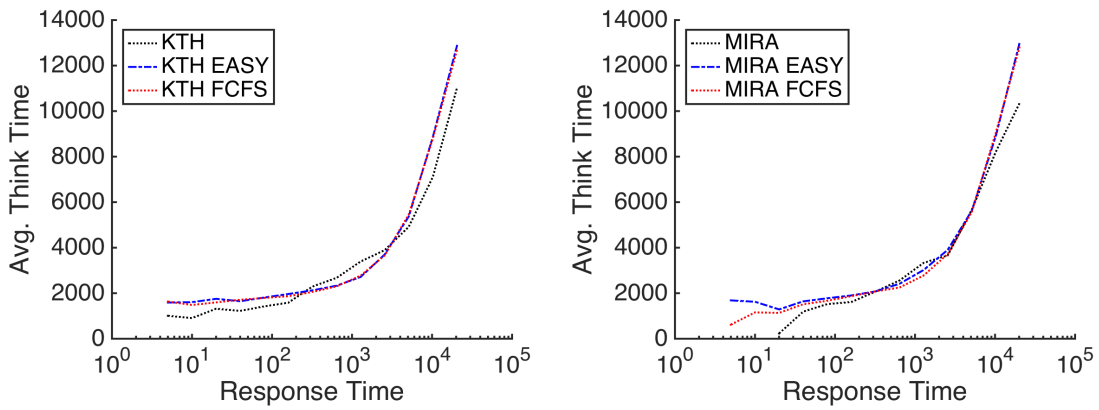 14000
12000
10000
8000
6000
4000
2000
0
Avg. Think Time
KTH
KTH EASY
KTH FCFS
10^0
10^1
10^2
10^3
10^4
10^5
Response Time
14000
12000
10000
8000
6000
4000
2000
0
Avg. Think Time
MIRA
MIRA EASY
MIRA FCFS
10^0
10^1
10^2
10^3
10^4
10^5
Response Time